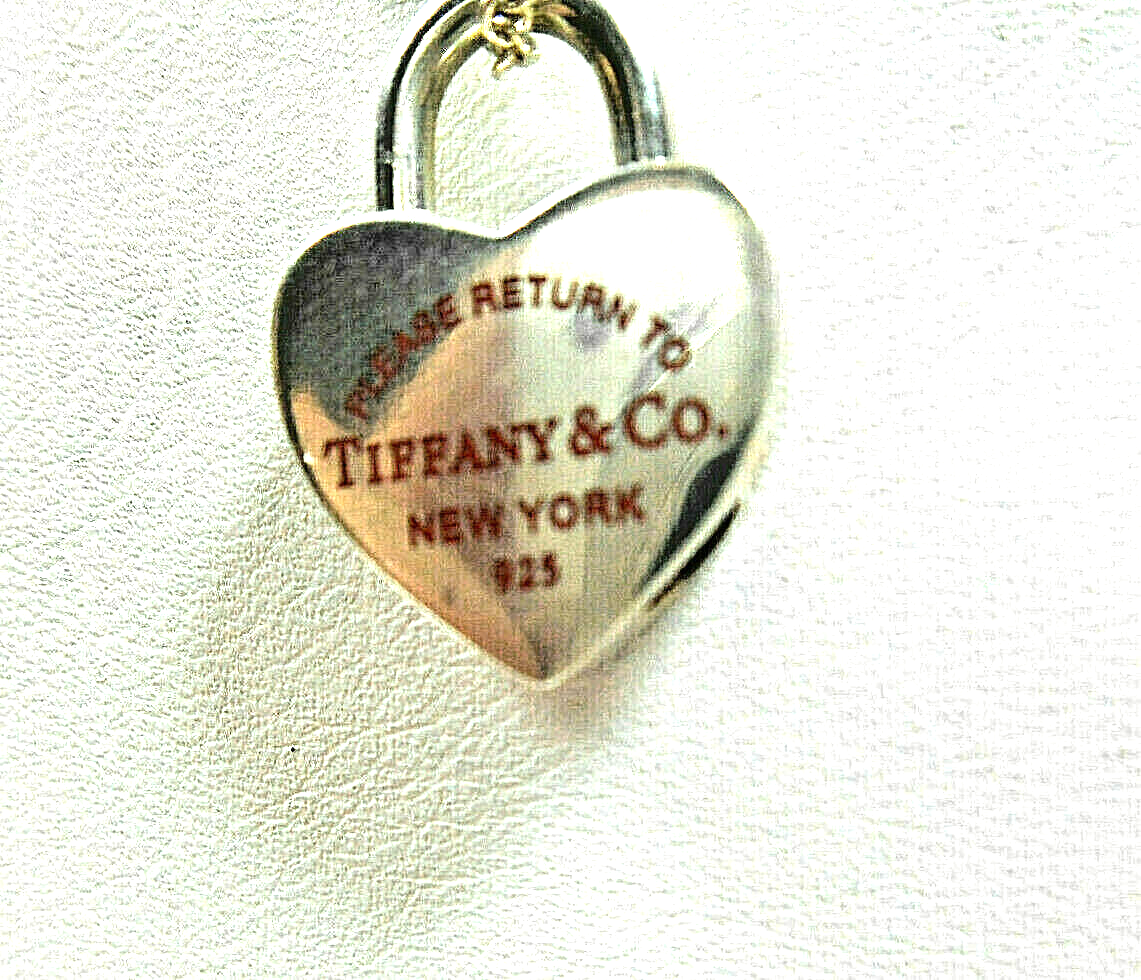 PLEASE RETURN TO
TIFFANY & CO.
NEW YORK
925